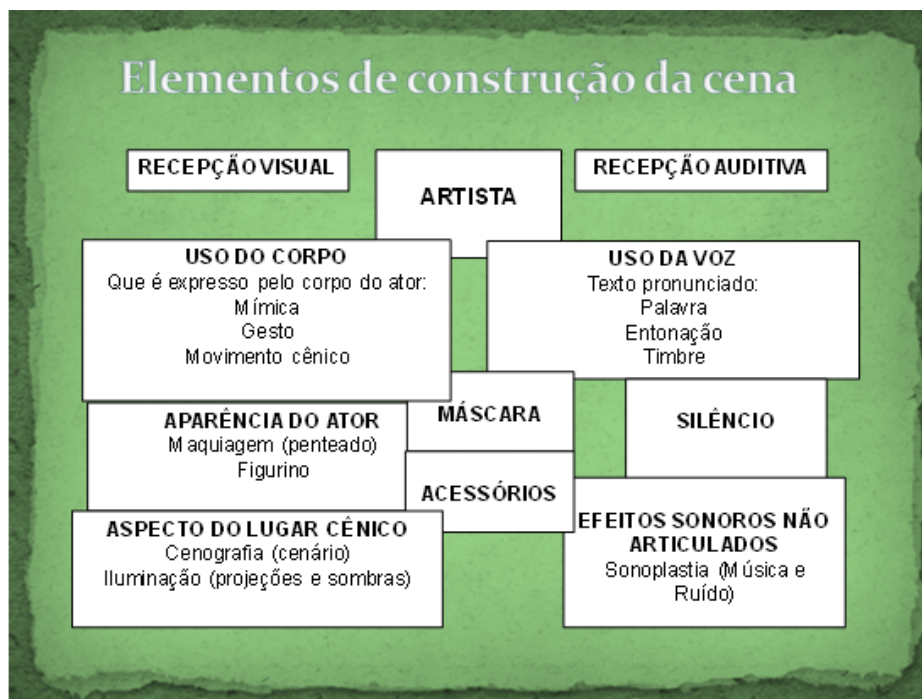 Elementos de construção da cena
RECEPÇÃO VISUAL
ARTISTA
RECEPÇÃO AUDITIVA
USO DO CORPO
Que é expresso pelo corpo do ator:
Mímica
Gesto
Movimento cênico
USO DA VOZ
Texto pronunciado:
Palavra
Entonação
Timbre
MÁSCARA
SILÊNCIO
APARÊNCIA DO ATOR
Maquiagem (penteado)
Figurino
ACESSÓRIOS
ASPECTO DO LUGAR CÊNICO
Cenografia (cenário)
Iluminação (projeções e sombras)
EFEITOS SONOROS NÃO
ARTICULADOS
Sonoplastia (Música e
Ruído)